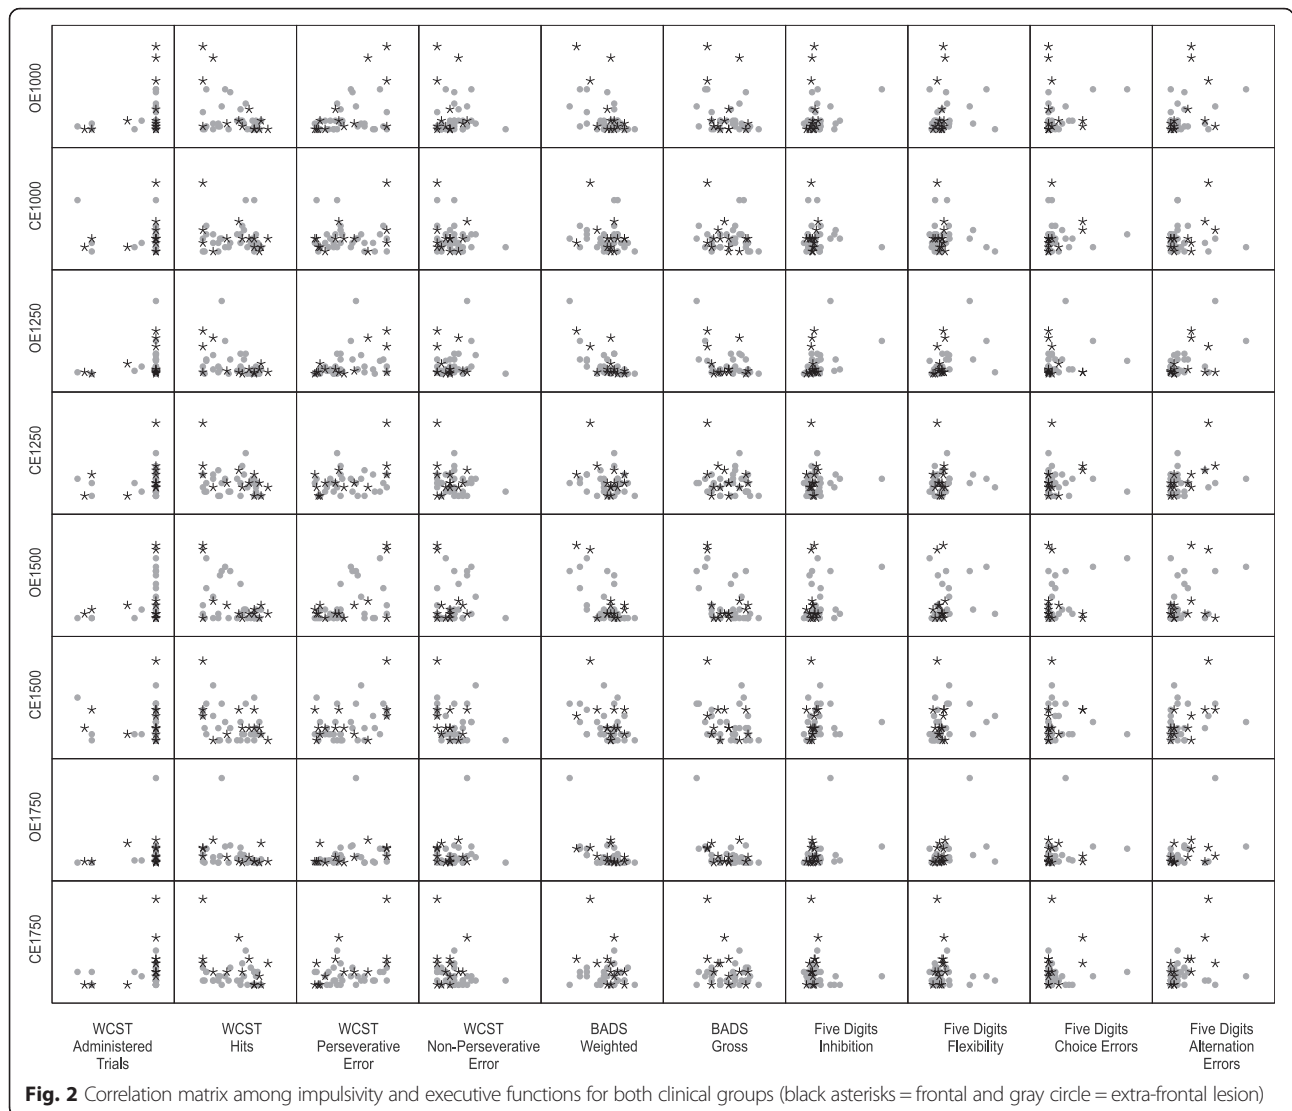 OE1000
CE1000
OE1250
CE1250
OE1500
CE1500
OE1750
CE1750
WCST
Administered
Trials
WCST
Hits
WCST
Perseverative
Error
WCST
Non-Perseverative
Error
BADS
Weighted
BADS
Gross
Five Digits
Inhibition
Five Digits
Flexibility
Five Digits
Choice Errors
Five Digits
Alternation
Errors
Fig. 2 Correlation matrix among impulsivity and executive functions for both clinical groups (black asterisks = frontal and gray circle = extra-frontal lesion)